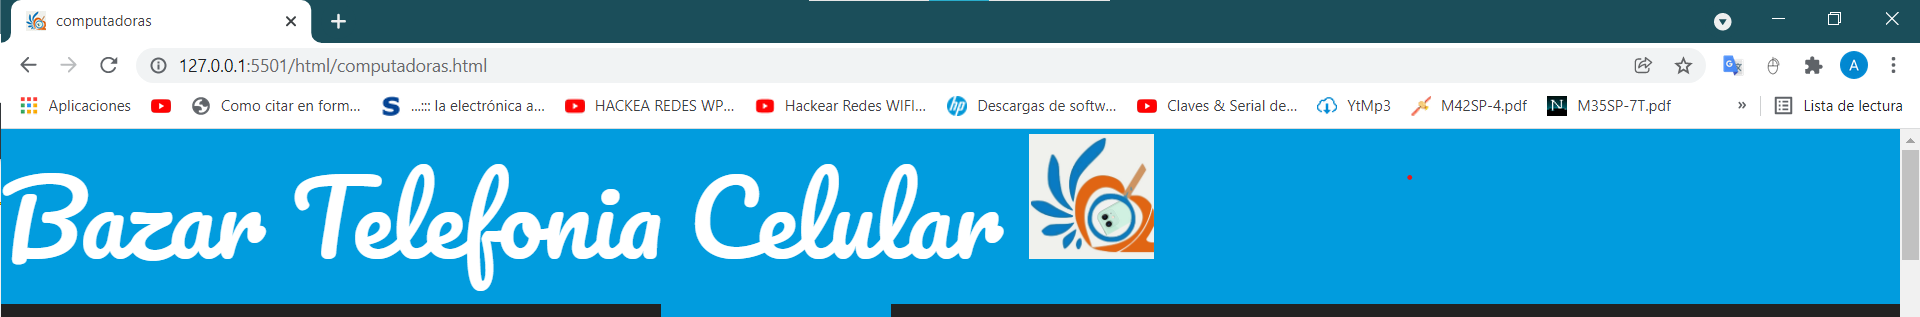 computadoras
127.0.0.1:5501/html/computadoras.html
A
Aplicaciones Como citar en form... ...::: la electrónica a... HACKEA REDES WP... Hackear Redes WIFI... Descargas de softw... Claves & Serial de... YtMp3 M42SP-4.pdf M35SP-7T.pdf » Lista de lectura
Bazar Telefonia Celular